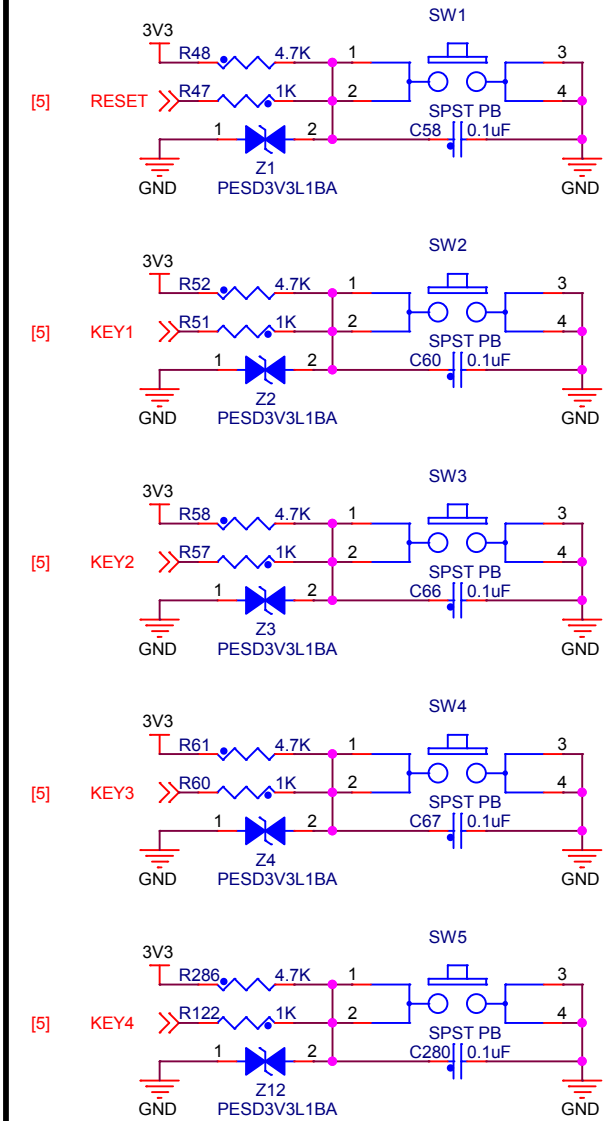 SW1
3V3
R48 4.7K 1 3
[5] RESET R47 1K 2 4
SPST PB
1 2 C58 0.1uF
Z1
GND PESD3V3L1BA GND
SW2
3V3
R52 4.7K 1 3
[5] KEY1 R51 1K 2 4
SPST PB
1 2 C60 0.1uF
Z2
GND PESD3V3L1BA GND
SW3
3V3
R58 4.7K 1 3
[5] KEY2 R57 1K 2 4
SPST PB
1 2 C66 0.1uF
Z3
GND PESD3V3L1BA GND
SW4
3V3
R61 4.7K 1 3
[5] KEY3 R60 1K 2 4
SPST PB
1 2 C67 0.1uF
Z4
GND PESD3V3L1BA GND
SW5
3V3
R286 4.7K 1 3
[5] KEY4 R122 1K 2 4
SPST PB
1 2 C280 0.1uF
Z12
GND PESD3V3L1BA GND